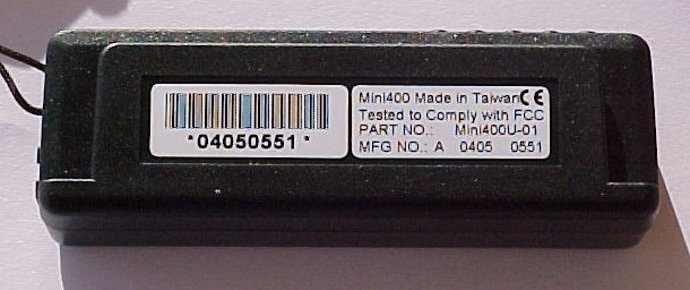 *04050551*
Mini400 Made in Taiwan CE
Tested to Comply with FCC
PART NO.: Mini400U-01
MFG NO.: A 0405 0551